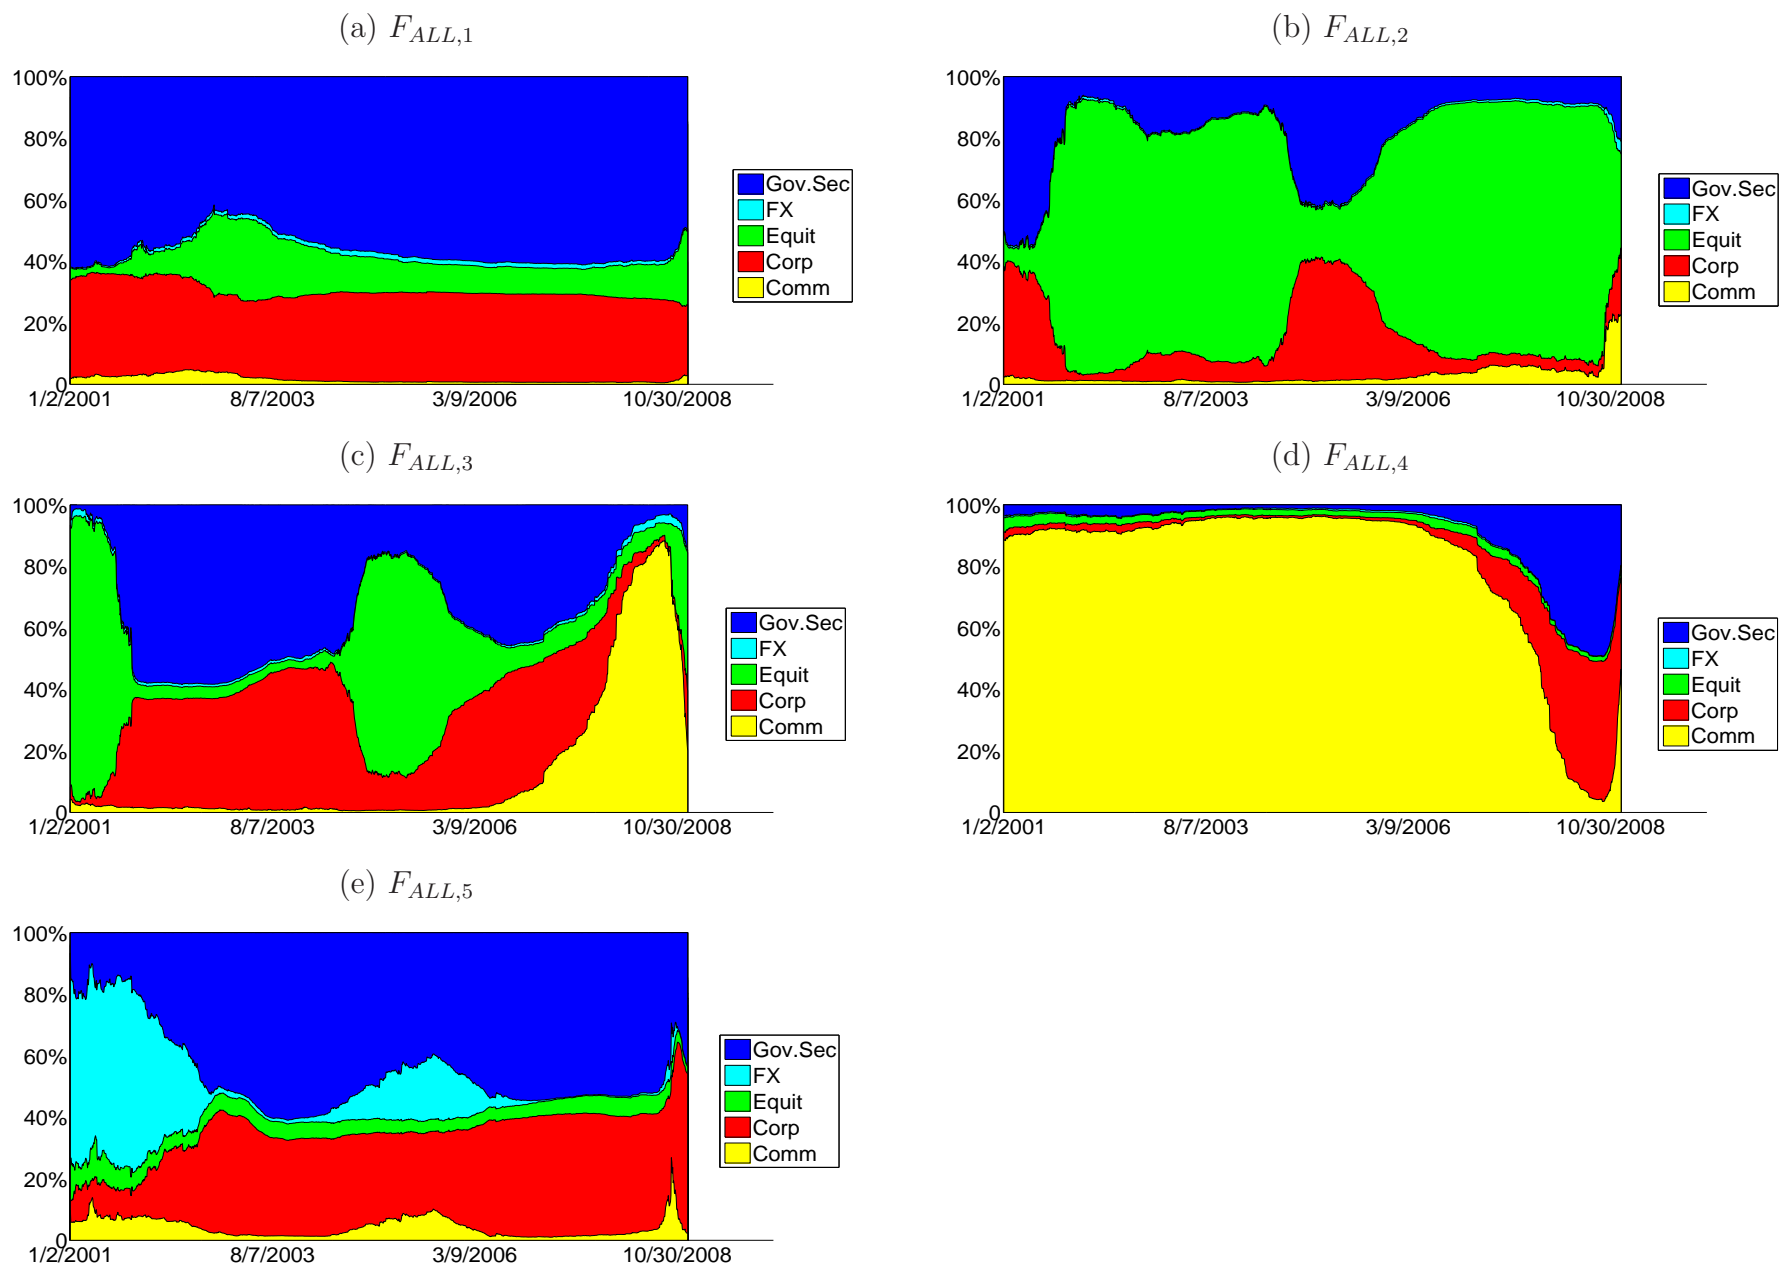 (a) F_{ALL,1}
100%
80%
60%
40%
20%
0
1/2/2001 8/7/2003 3/9/2006 10/30/2008
Gov.Sec
FX
Equit
Corp
Comm
(b) F_{ALL,2}
100%
80%
60%
40%
20%
0
1/2/2001 8/7/2003 3/9/2006 10/30/2008
Gov.Sec
FX
Equit
Corp
Comm
(c) F_{ALL,3}
100%
80%
60%
40%
20%
0
1/2/2001 8/7/2003 3/9/2006 10/30/2008
Gov.Sec
FX
Equit
Corp
Comm
(d) F_{ALL,4}
100%
80%
60%
40%
20%
0
1/2/2001 8/7/2003 3/9/2006 10/30/2008
Gov.Sec
FX
Equit
Corp
Comm
(e) F_{ALL,5}
100%
80%
60%
40%
20%
0
1/2/2001 8/7/2003 3/9/2006 10/30/2008
Gov.Sec
FX
Equit
Corp
Comm